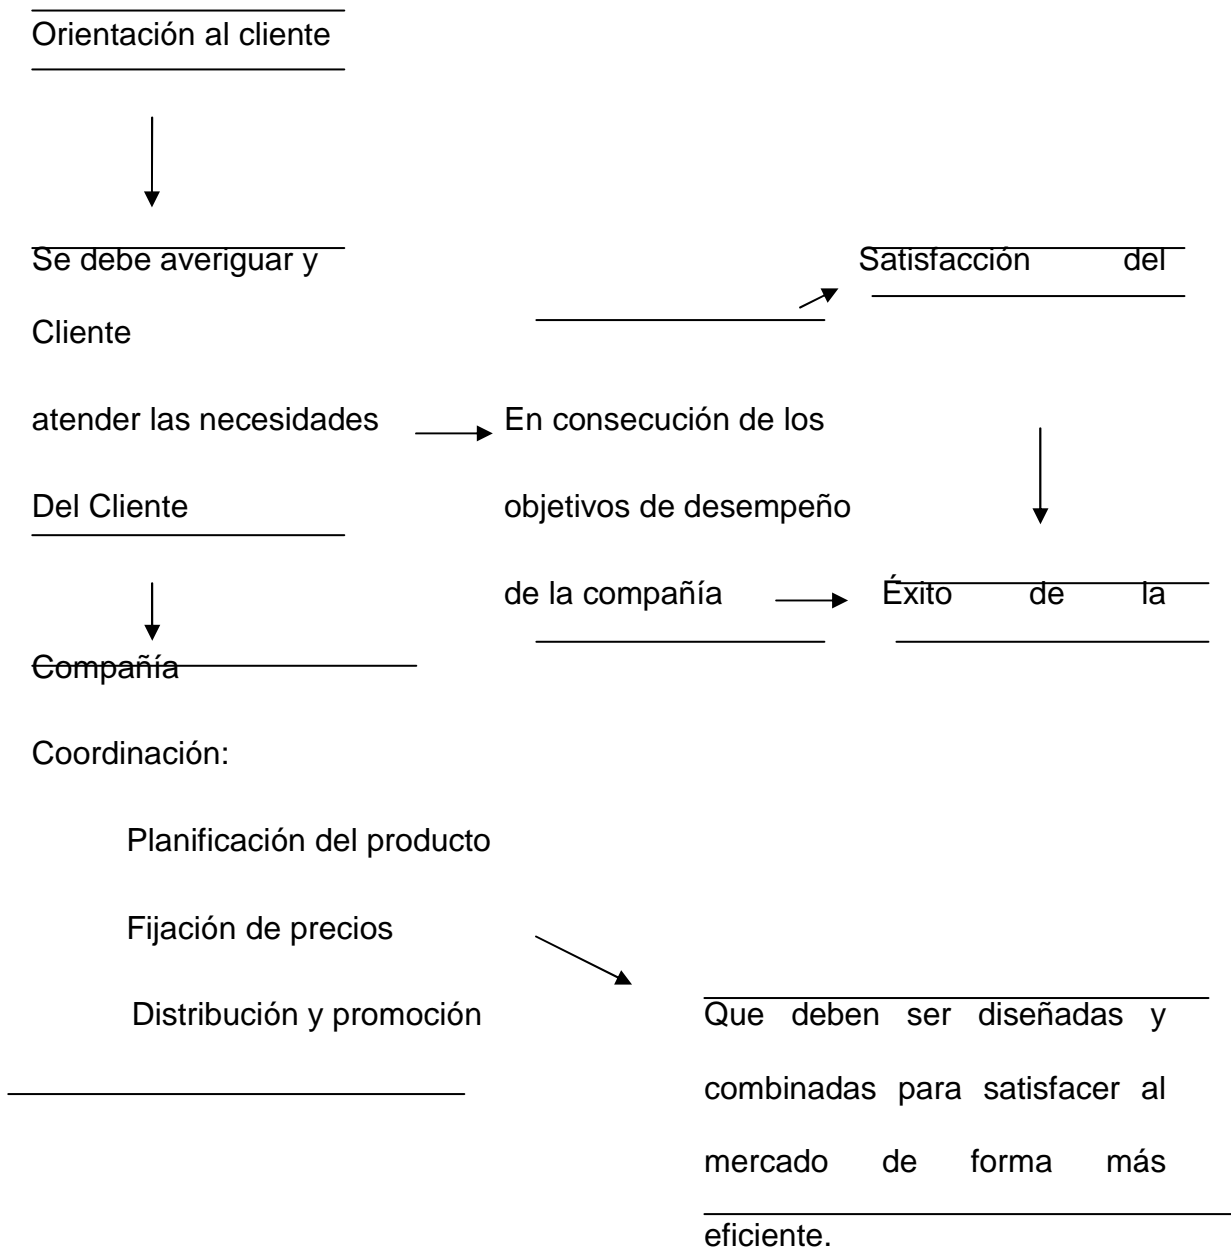 Orientación al cliente
Se debe averiguar y
Satisfacción del
Cliente
atender las necesidades
En consecución de los
Del Cliente
objetivos de desempeño
de la compañía
Éxito de la
Compañía
Coordinación:
Planificación del producto
Fijación de precios
Distribución y promoción
Que deben ser diseñadas y
combinadas para satisfacer al
mercado de forma más
eficiente.